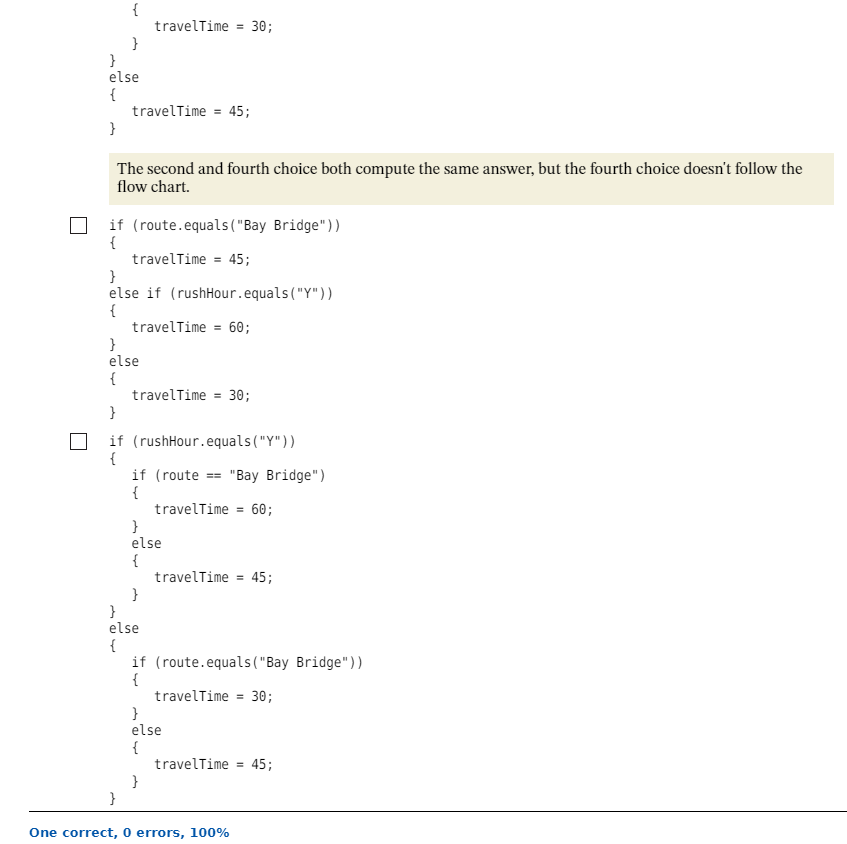 {
travelTime = 30;
}
}
else
{
travelTime = 45;
}
The second and fourth choice both compute the same answer, but the fourth choice doesn't follow the
flow chart.
if (route.equals("Bay Bridge"))
{
travelTime = 45;
}
else if (rushHour.equals("Y"))
{
travelTime = 60;
}
else
{
travelTime = 30;
}
if (rushHour.equals("Y"))
{
if (route == "Bay Bridge")
{
travelTime = 60;
}
else
{
travelTime = 45;
}
}
else
{
if (route.equals("Bay Bridge"))
{
travelTime = 30;
}
else
{
travelTime = 45;
}
}
One correct, 0 errors, 100%